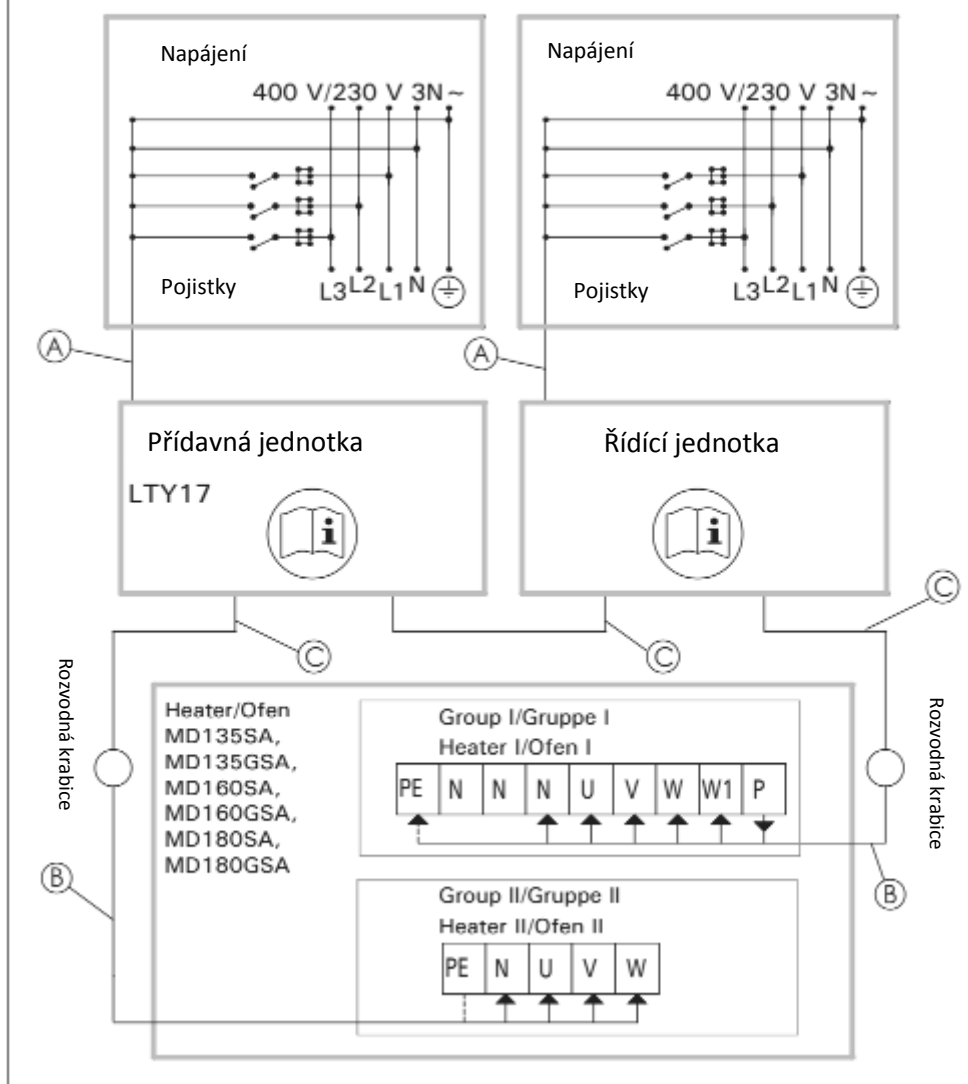 Napájení
400 V/230 V 3N~
Pojistky
L3 L2 L1 N
Napájení
400 V/230 V 3N~
Pojistky
L3 L2 L1 N
A
A
Přídavná jednotka
LTY17
i
Řídící jednotka
i
C
C
C
Rozvodná krabice
Heater/Ofen
MD135SA,
MD135GSA,
MD160SA,
MD160GSA,
MD180SA,
MD180GSA
Group I/Gruppe I
Heater I/Ofen I
PE N N N U V W W1 P
Rozvodná krabice
B
B
Group II/Gruppe II
Heater II/Ofen II
PE N U V W